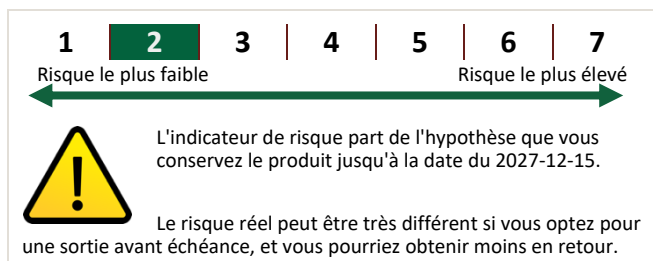 1 2 3 4 5 6 7
Risque le plus faible Risque le plus élevé
L'indicateur de risque part de l'hypothèse que vous
conservez le produit jusqu'à la date du 2027-12-15.
Le risque réel peut être très différent si vous optez pour
une sortie avant échéance, et vous pourriez obtenir moins en retour.